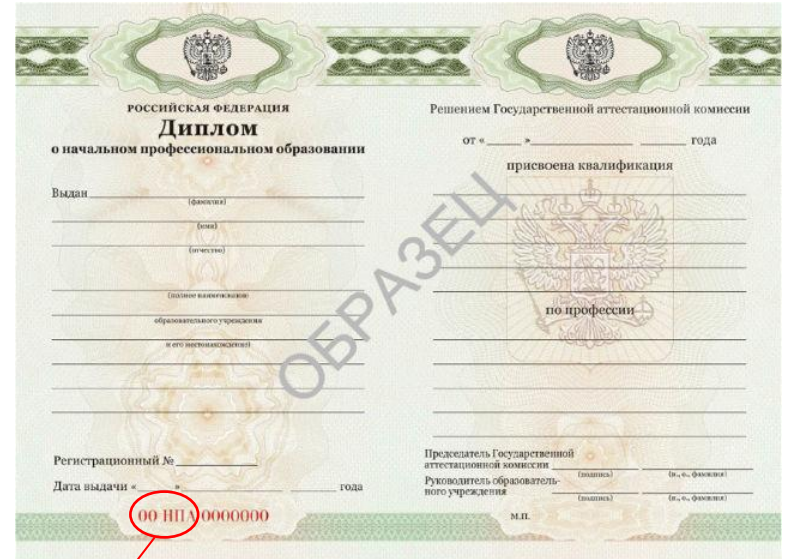 РОССИЙСКАЯ ФЕДЕРАЦИЯ
Диплом
о начальном профессиональном образовании
Выдан
(фамилия)
(имя)
(отчество)
(полное наименование
образовательного учреждения
и его местонахождение)
Регистрационный №
Дата выдачи « » года
00 НПА 0000000
Решением Государственной аттестационной комиссии
от « » года
присвоена квалификация
по профессии
Председатель Государственной
аттестационной комиссии
(подпись) (и., о., фамилия)
Руководитель образователь-
ного учреждения
(подпись) (и., о., фамилия)
М.П.
ОБРАЗЕЦ